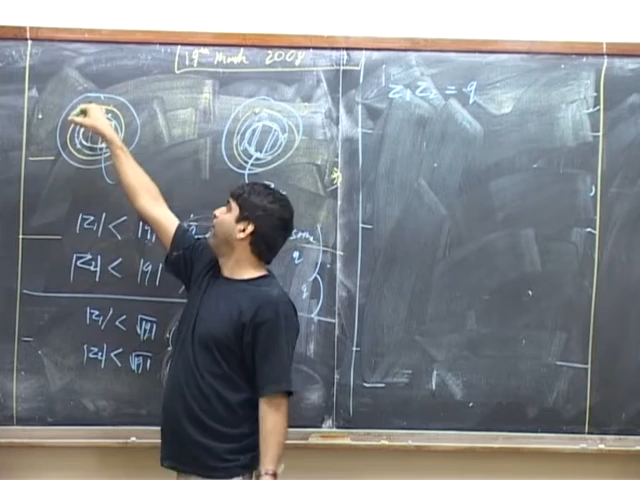 19th March 2008
z₁z₂ = q
|z₁| < |q|
|z₂| < |q|
q
q
|z₁| < √|q|
|z₂| < √|q|